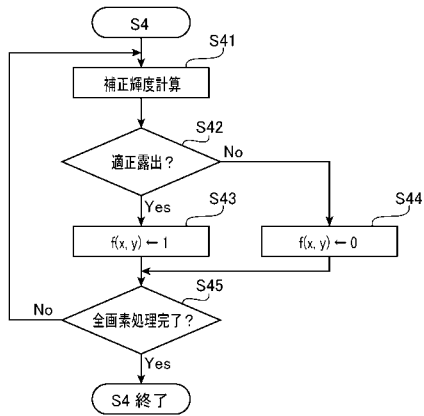 S4
S41
補正輝度計算
S42
適正露出？
No
Yes
S43
f(x, y) ← 1
S44
f(x, y) ← 0
S45
No
全画素処理完了？
Yes
S4 終了